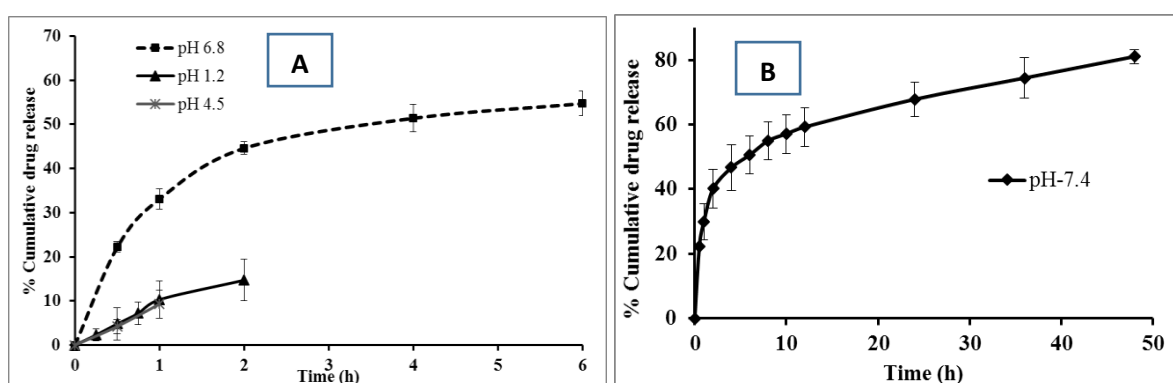 A
pH 6.8
pH 1.2
pH 4.5
% Cumulative drug release
70
60
50
40
30
20
10
0
0 1 2 3 4 5 6
Time (h)
B
pH-7.4
% Cumulative drug release
80
60
40
20
0
0 10 20 30 40 50
Time (h)